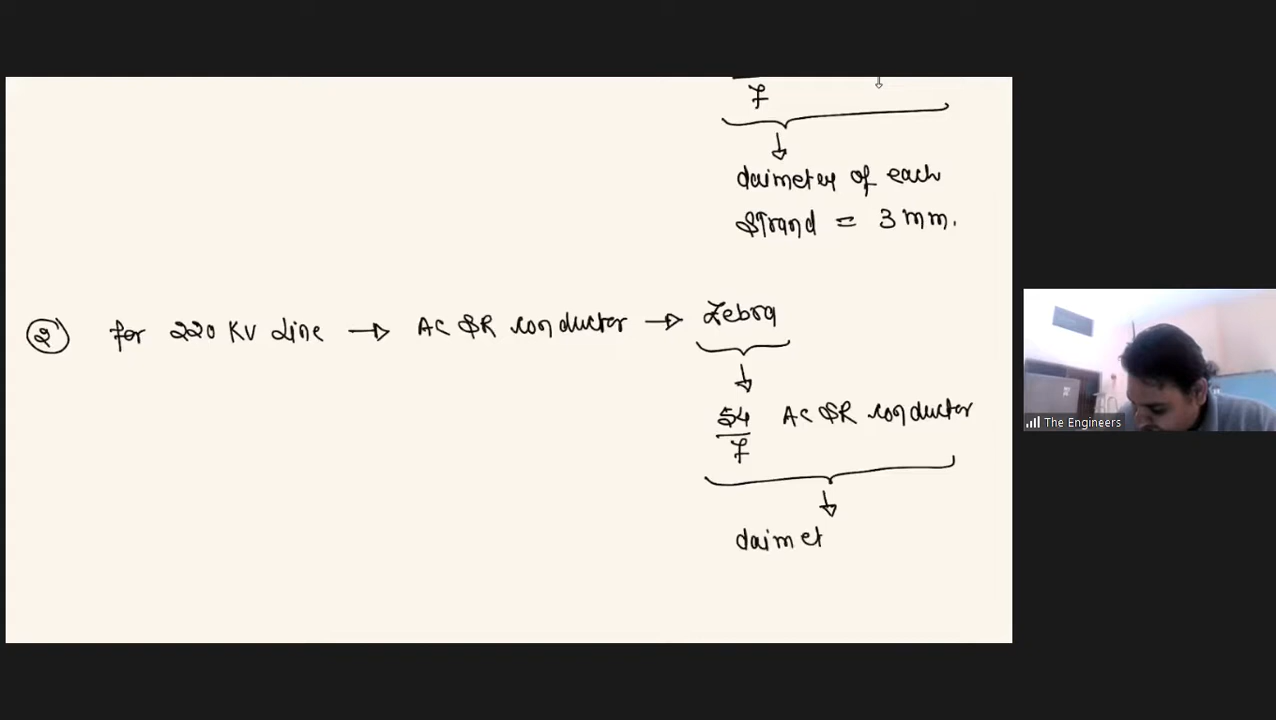 7
daimeter of each
strand = 3 mm.
2 for 220 KV Line → ACSR conductor → Zebra
54/7 ACSR conductor
daimet
The Engineers